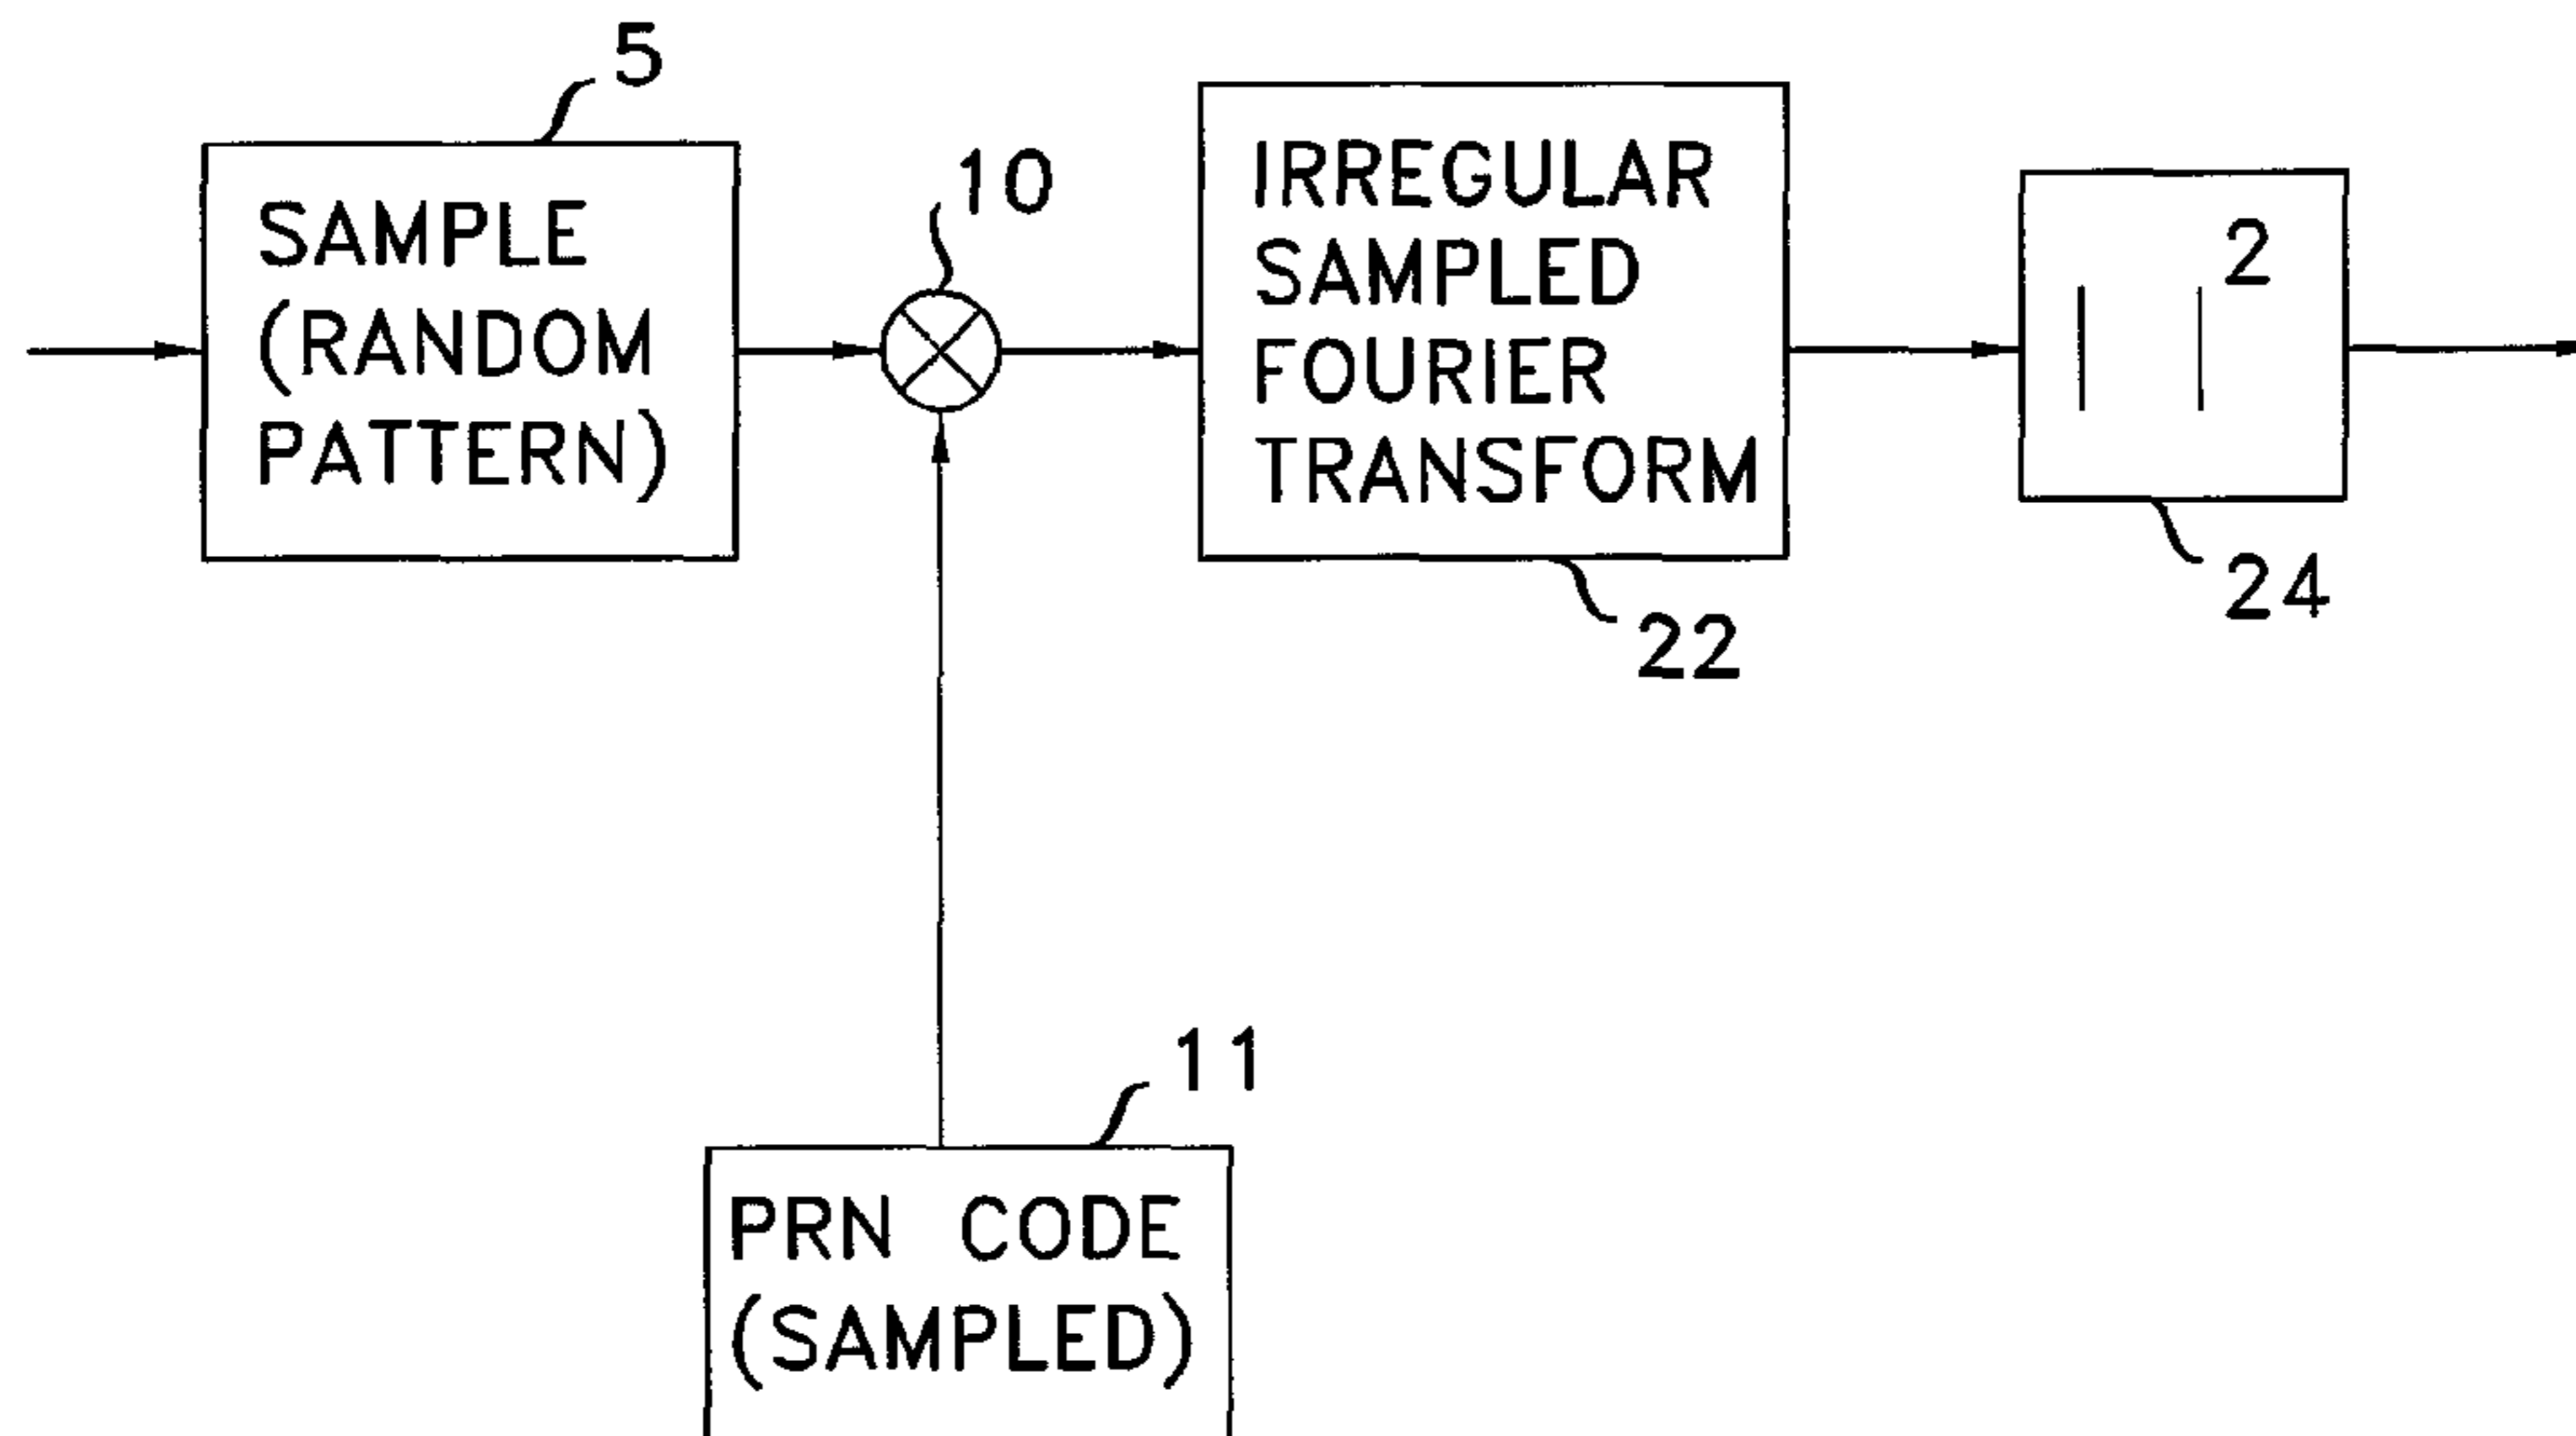 5
SAMPLE
(RANDOM
PATTERN)
10
IRREGULAR
SAMPLED
FOURIER
TRANSFORM
22
| | 2
24
11
PRN CODE
(SAMPLED)